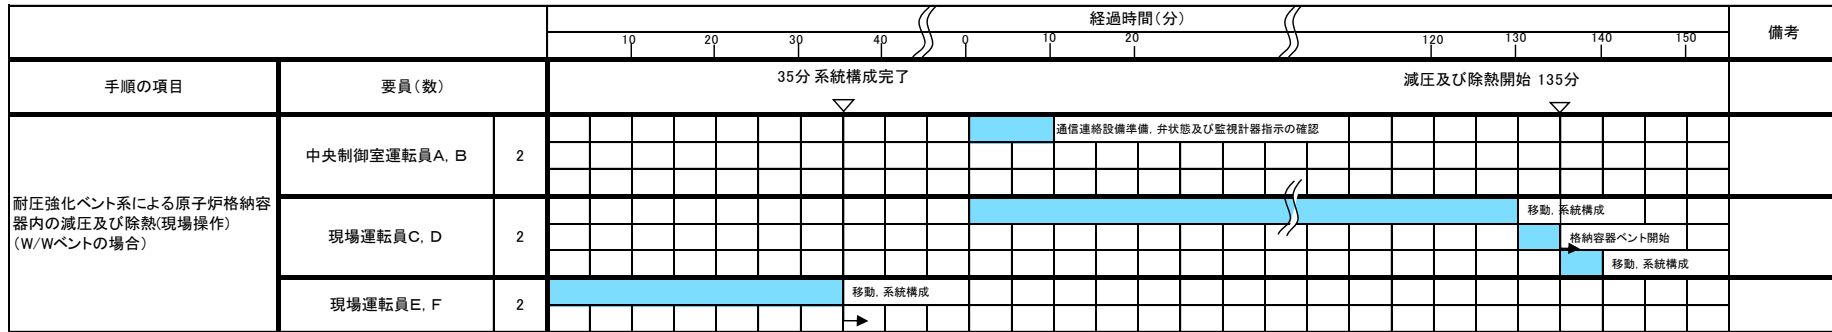 経過時間(分)
備考
10 20 30 40 0 10 20 120 130 140 150
手順の項目
要員(数)
35分 系統構成完了
減圧及び除熱開始 135分
耐圧強化ベント系による原子炉格納容
器内の減圧及び除熱(現場操作)
(W/Wベントの場合)
中央制御室運転員A, B
2
通信連絡設備準備, 弁状態及び監視計器指示の確認
現場運転員C, D
2
移動, 系統構成
格納容器ベント開始
移動, 系統構成
現場運転員E, F
2
移動, 系統構成